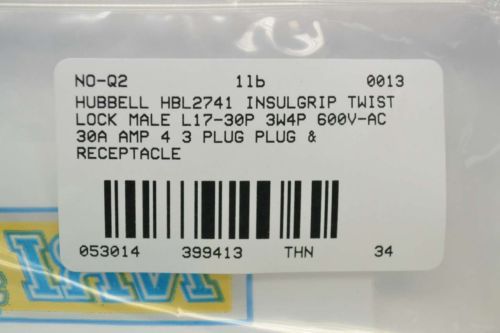 NO-Q2 1lb 0013
HUBBELL HBL2741 INSULGRIP TWIST
LOCK MALE L17-30P 3W4P 600V-AC
30A AMP 4 3 PLUG PLUG &
RECEPTACLE
053014 399413 THN 34